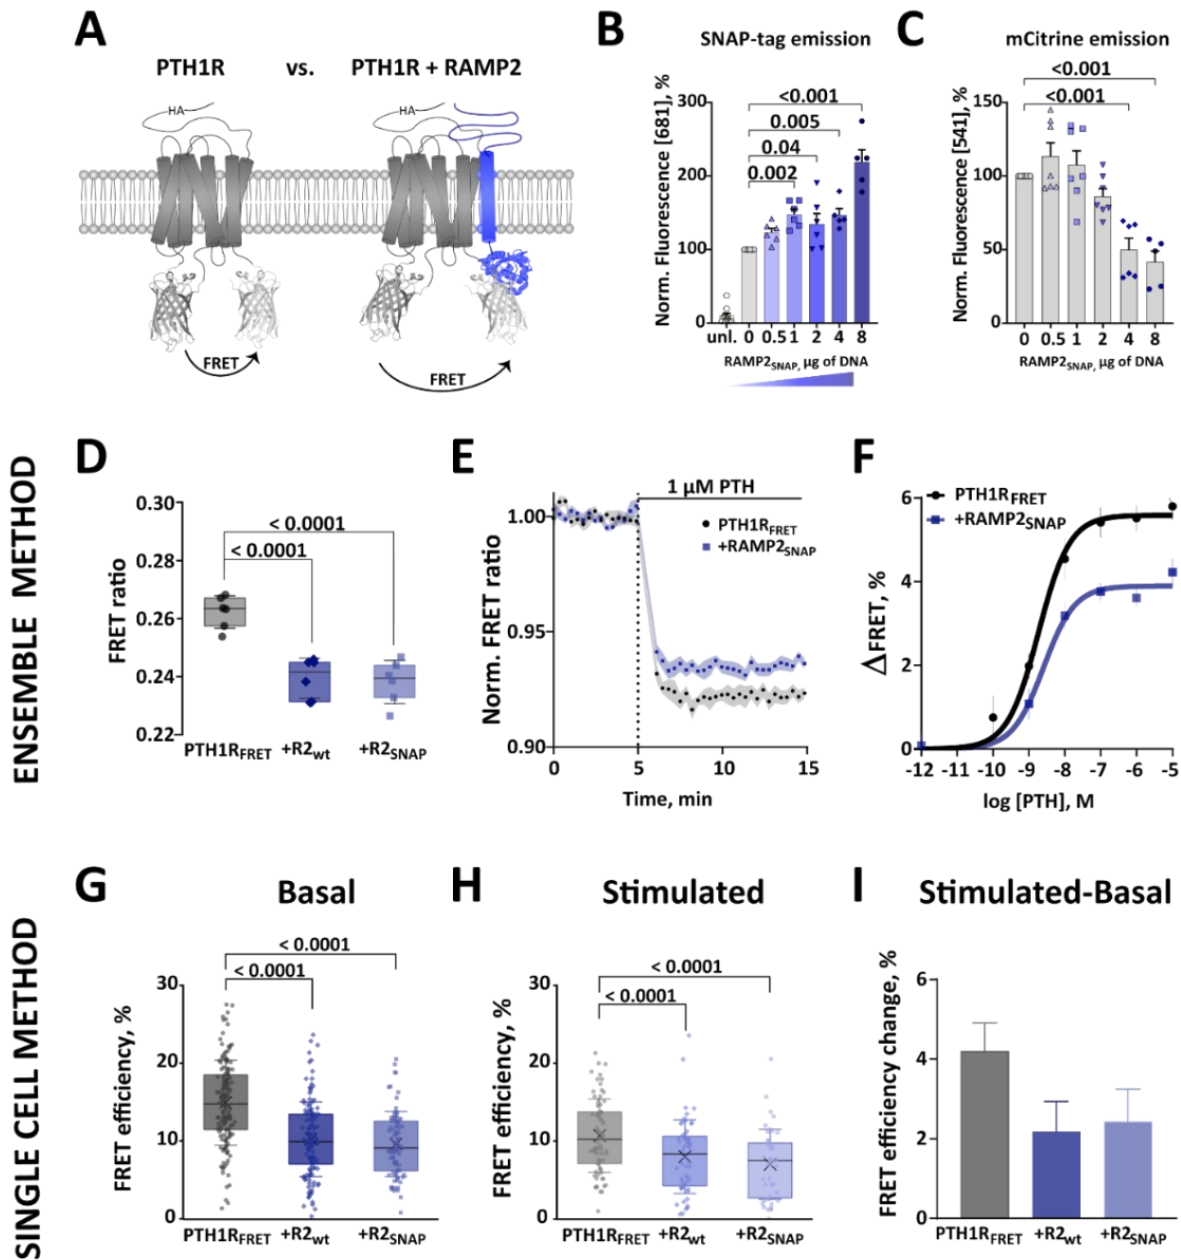 A
PTH1R vs. PTH1R + RAMP2
HA
HA
FRET
FRET
B
SNAP-tag emission
Norm. Fluorescence [681], %
300
200
100
0
<0.001
0.005
0.04
0.002
unl. 0 0.5 1 2 4 8
RAMP2SNAP, µg of DNA
C
mCitrine emission
Norm. Fluorescence [541], %
150
100
50
0
<0.001
<0.001
0 0.5 1 2 4 8
RAMP2SNAP, µg of DNA
ENSEMBLE METHOD
D
FRET ratio
0.30
0.28
0.26
0.24
0.22
< 0.0001
< 0.0001
PTH1RFRET +R2wt +R2SNAP
E
Norm. FRET ratio
1.00
0.95
0.90
1 µM PTH
PTH1RFRET
+RAMP2SNAP
0 5 10 15
Time, min
F
ΔFRET, %
6
4
2
0
PTH1RFRET
+RAMP2SNAP
-12 -11 -10 -9 -8 -7 -6 -5
log [PTH], M
SINGLE CELL METHOD
G
Basal
FRET efficiency, %
30
20
10
0
< 0.0001
< 0.0001
PTH1RFRET +R2wt +R2SNAP
H
Stimulated
FRET efficiency, %
30
20
10
0
< 0.0001
< 0.0001
PTH1RFRET +R2wt +R2SNAP
I
Stimulated-Basal
FRET efficiency change, %
6
4
2
0
PTH1RFRET +R2wt +R2SNAP